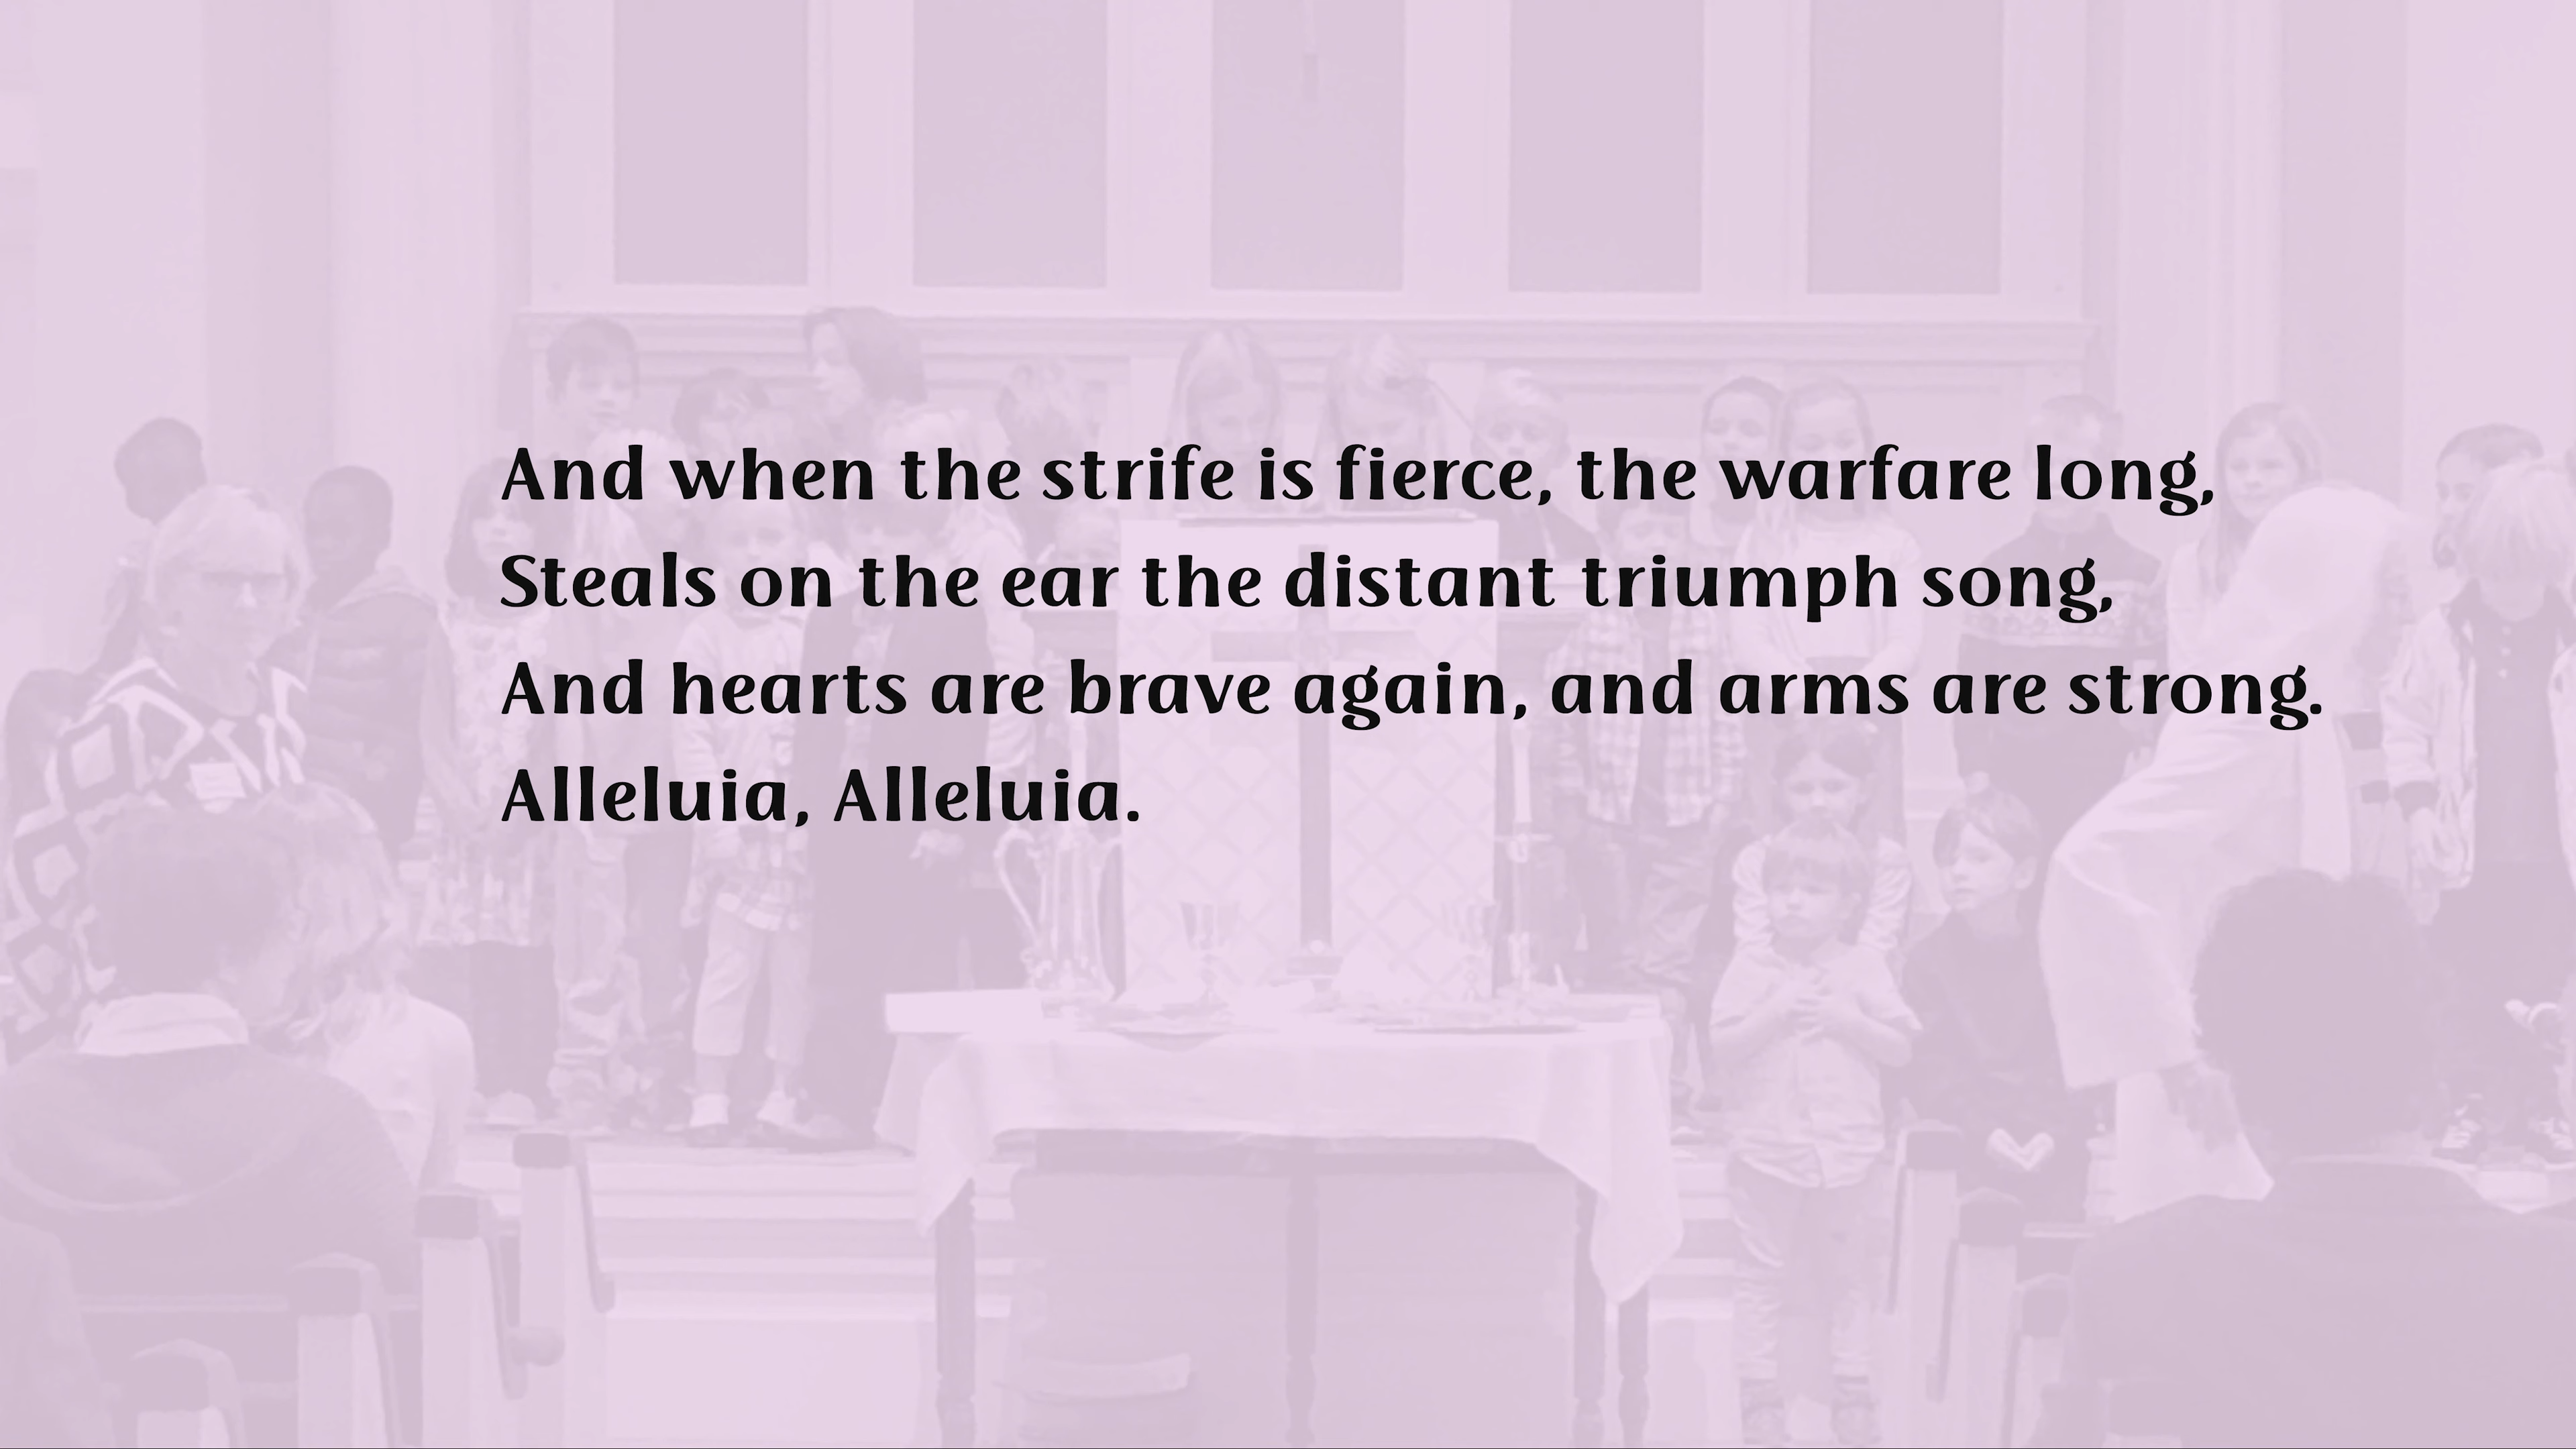 And when the strife is fierce, the warfare long,
Steals on the ear the distant triumph song,
And hearts are brave again, and arms are strong.
Alleluia, Alleluia.